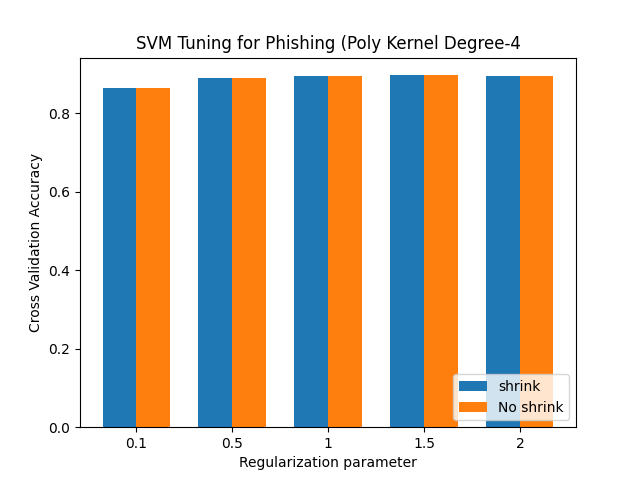 SVM Tuning for Phishing (Poly Kernel Degree-4
Cross Validation Accuracy
0.8
0.6
0.4
0.2
0.0
shrink
No shrink
0.1 0.5 1 1.5 2
Regularization parameter